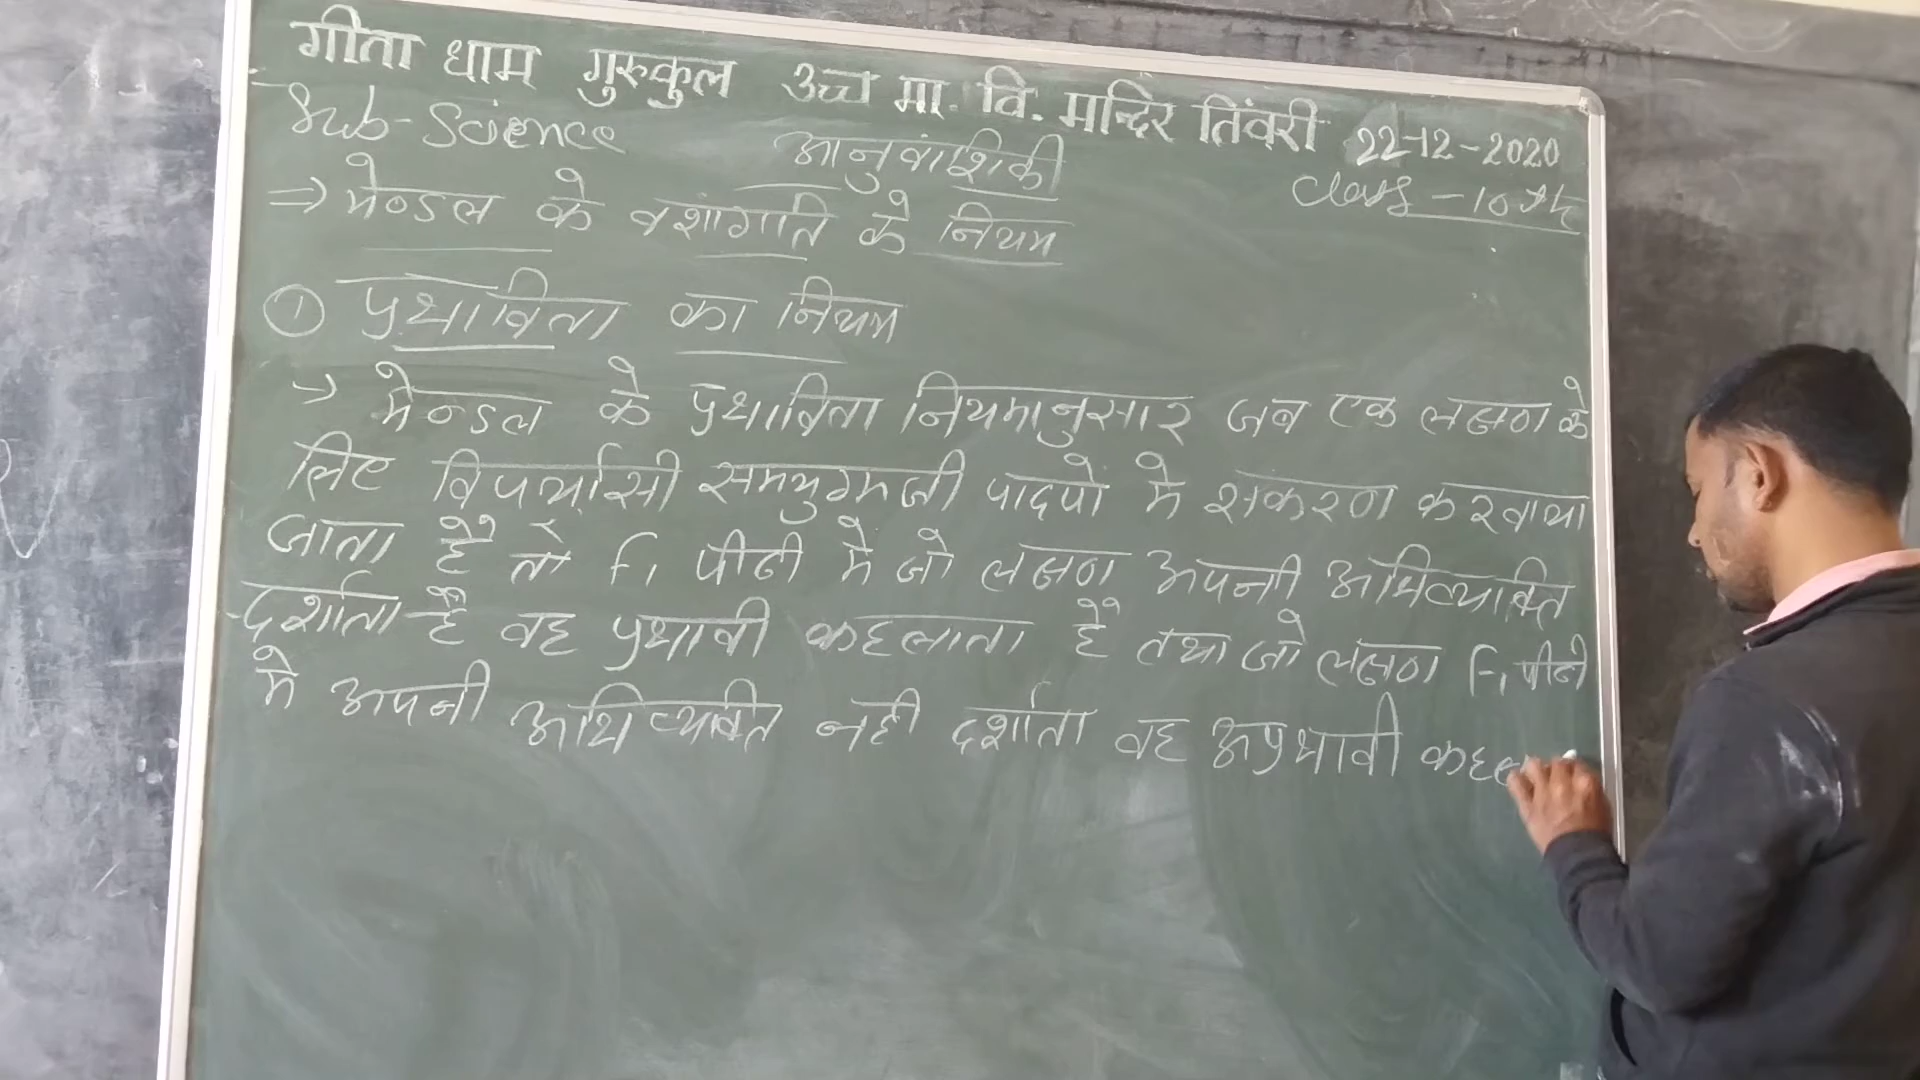 गीता धाम गुरुकुल उच्च मा. वि. मन्दिर तिंवरी 22-12-2020
Sub-Science आनुवांशिकी Class-10th
⇒ मेण्डल के वशांगति के नियम
① प्रभाविता का नियम
→ मेण्डल के प्रभाविता नियमानुसार जब एक लक्षण के
लिए विपर्यासी समयुग्मजी पादपो मे संकरण करवाया
जाता है तो F1 पीढी मे जो लक्षण अपनी अभिव्यक्ति
दर्शाता है वह प्रभावी कहलाता है तथा जो लक्षण F1 पीढी
मे अपनी अभिव्यक्ति नही दर्शाता वह अप्रभावी